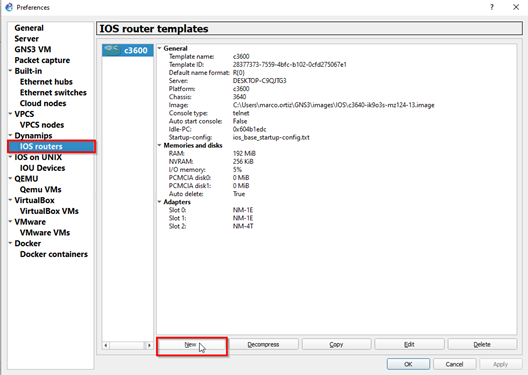 Preferences
General
Server
GNS3 VM
Packet capture
Built-in
Ethernet hubs
Ethernet switches
Cloud nodes
VPCS
VPCS nodes
Dynamips
IOS routers
IOS on UNIX
IOU Devices
QEMU
Qemu VMs
VirtualBox
VirtualBox VMs
VMware
VMware VMs
Docker
Docker containers
IOS router templates
c3600
General
Template name: c3600
Template ID: 28377373-7559-4bfc-b102-0cfd275067e1
Default name format: R{0}
Server: DESKTOP-C9QJTG3
Platform: c3600
Chassis: 3640
Image: C:\Users\marco.ortiz\GNS3\images\IOS\c3640-ik9o3s-mz124-13.image
Console type: telnet
Auto start console: False
Idle-PC: 0x604b1edc
Startup-config: ios_base_startup-config.txt
Memories and disks
RAM: 192 MiB
NVRAM: 256 KiB
I/O memory: 5%
PCMCIA disk0: 0 MiB
PCMCIA disk1: 0 MiB
Auto delete: True
Adapters
Slot 0: NM-1E
Slot 1: NM-1E
Slot 2: NM-4T
New
Decompress
Copy
Edit
Delete
OK
Cancel
Apply